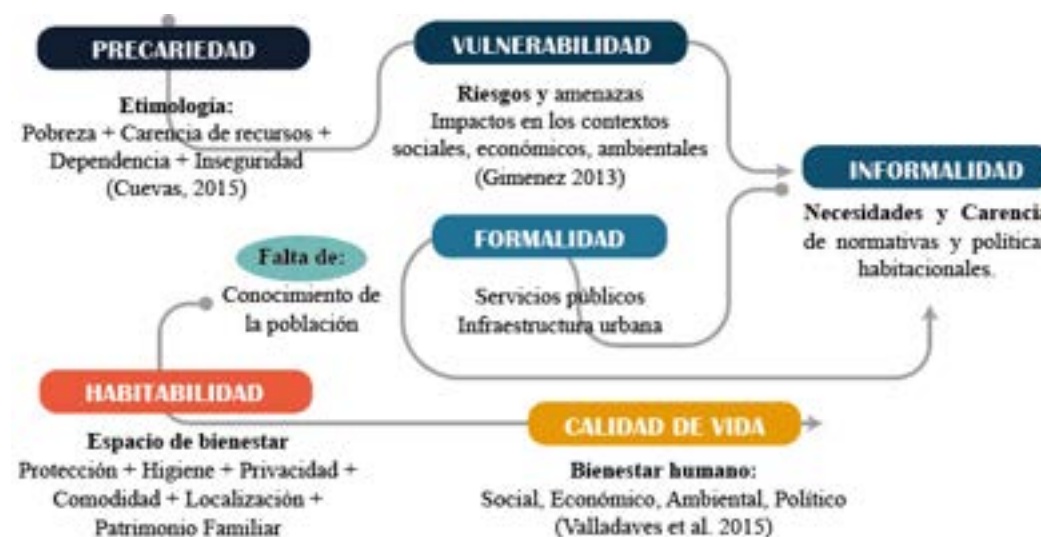 PRECARIEDAD
Etimología:
Pobreza + Carencia de recursos +
Dependencia + Inseguridad
(Cuevas, 2015)
VULNERABILIDAD
Riesgos y amenazas
Impactos en los contextos
sociales, económicos, ambientales
(Gimenez 2013)
INFORMALIDAD
Necesidades y Carencia
de normativas y política
habitacionales.
FORMALIDAD
Servicios públicos
Infraestructura urbana
Falta de:
Conocimiento de
la población
HABITABILIDAD
Espacio de bienestar
Protección + Higiene + Privacidad +
Comodidad + Localización +
Patrimonio Familiar
CALIDAD DE VIDA
Bienestar humano:
Social, Económico, Ambiental, Político
(Valladaves et al. 2015)